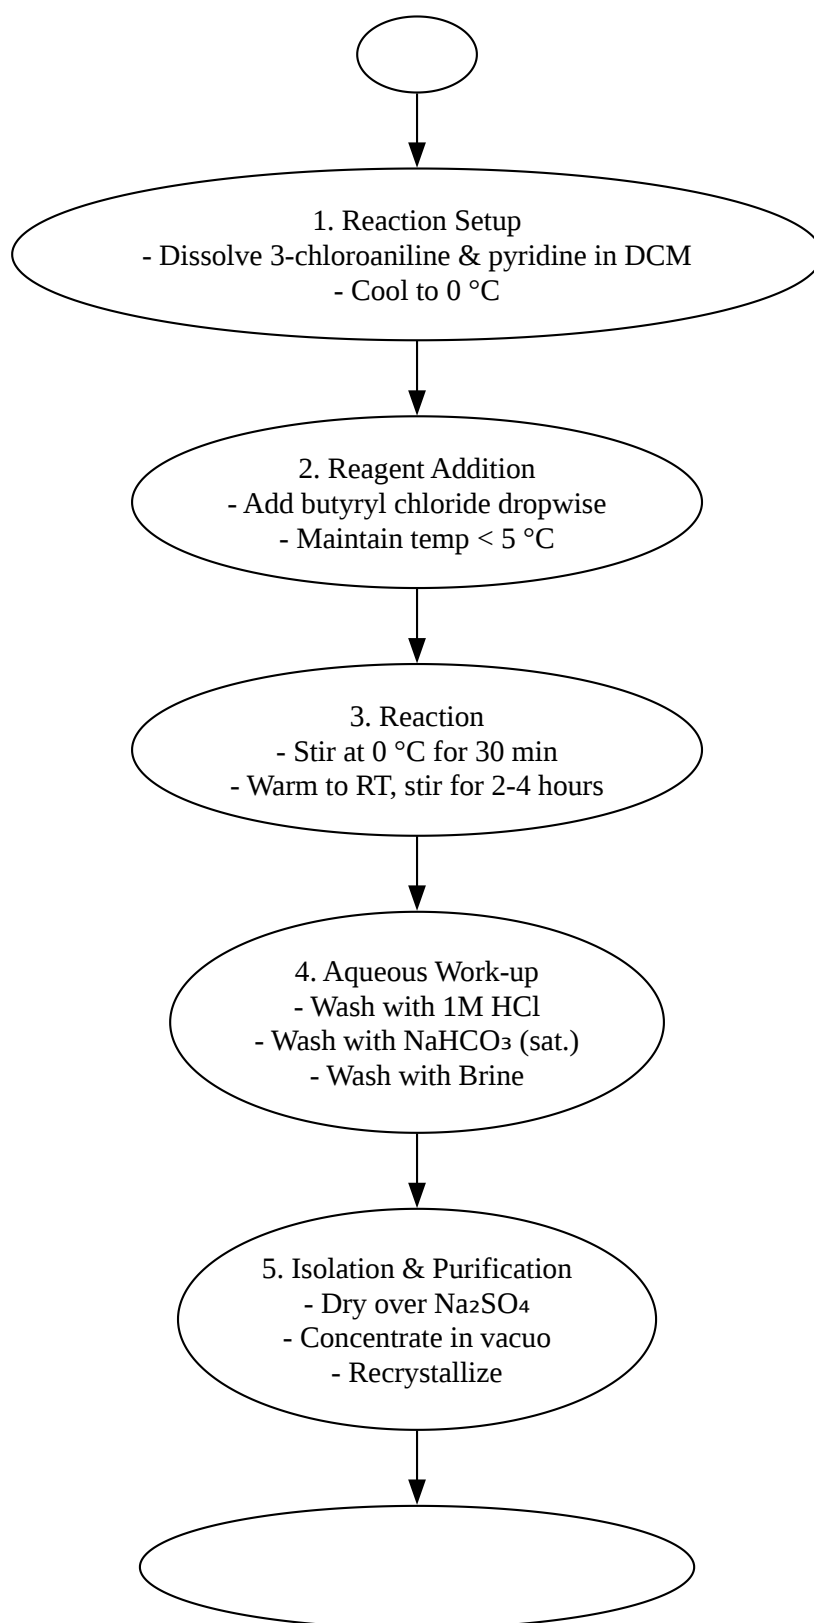 1. Reaction Setup
- Dissolve 3-chloroaniline & pyridine in DCM
- Cool to 0 °C
2. Reagent Addition
- Add butyryl chloride dropwise
- Maintain temp < 5 °C
3. Reaction
- Stir at 0 °C for 30 min
- Warm to RT, stir for 2-4 hours
4. Aqueous Work-up
- Wash with 1M HCl
- Wash with NaHCO₃ (sat.)
- Wash with Brine
5. Isolation & Purification
- Dry over Na₂SO₄
- Concentrate in vacuo
- Recrystallize